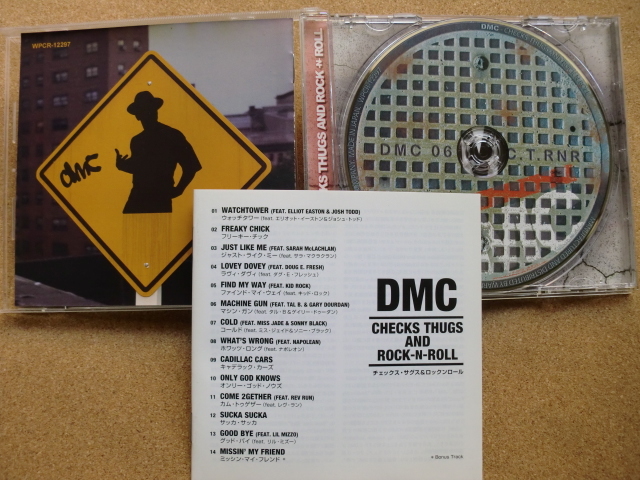 WPCR-12297
dmc
KS THUGS AND ROCK-N-ROLL
DMC
DMC 06
C.T.RNR
01 WATCHTOWER (FEAT. ELLIOT EASTON & JOSH TODD)
ウォッチタワー (feat. エリオット・イーストン&ジョシュ・トッド)
02 FREAKY CHICK
フリーキー・チック
03 JUST LIKE ME (FEAT. SARAH McLACHLAN)
ジャスト・ライク・ミー (feat. サラ・マクラクラン)
04 LOVEY DOVEY (FEAT. DOUG E. FRESH)
ラヴィ・ダヴィ (feat. ダグ・E・フレッシュ)
05 FIND MY WAY (FEAT. KID ROCK)
ファインド・マイ・ウェイ (feat. キッド・ロック)
06 MACHINE GUN (FEAT. TAL B. & GARY DOURDAN)
マシン・ガン (feat. タル・B&ゲイリー・ドゥーダン)
07 COLD (FEAT. MISS JADE & SONNY BLACK)
コールド (feat. ミス・ジェイド&ソニー・ブラック)
08 WHAT'S WRONG (FEAT. NAPOLEAN)
ホワッツ・ロング (feat. ナポレオン)
09 CADILLAC CARS
キャデラック・カーズ
10 ONLY GOD KNOWS
オンリー・ゴッド・ノウズ
11 COME 2GETHER (FEAT. REV RUN)
カム・トゥゲザー (feat. レヴ・ラン)
12 SUCKA SUCKA
サッカ・サッカ
13 GOOD BYE (FEAT. LIL MIZZO)
グッド・バイ (feat. リル・ミズー)
14 MISSIN' MY FRIEND
ミッシン・マイ・フレンド *
DMC
CHECKS THUGS
AND
ROCK-N-ROLL
チェックス・サグス&ロックンロール
* Bonus Track